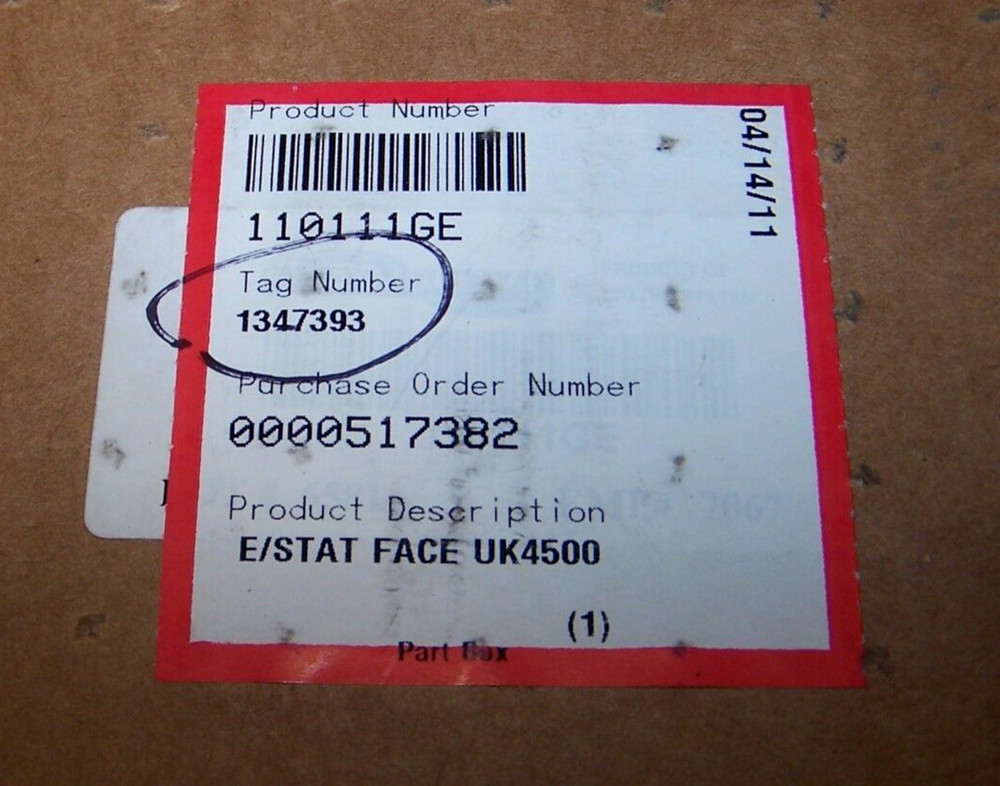 Product Number
04/14/11
110111GE
Tag Number
1347393
Purchase Order Number
0000517382
Product Description
E/STAT FACE UK4500
(1)
Part Box